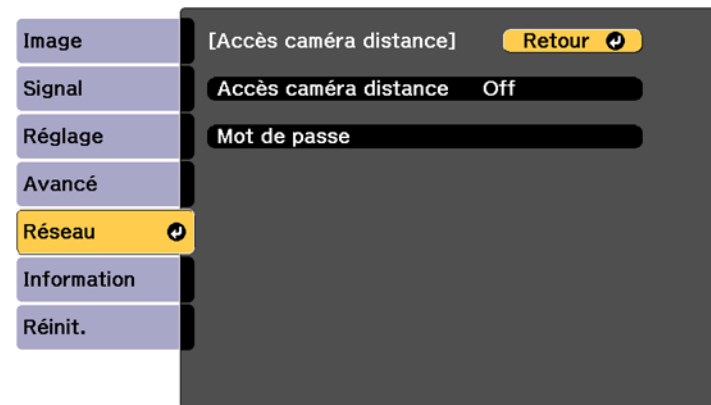 Image
Signal
Réglage
Avancé
Réseau
Information
Réinit.
[Accès caméra distance] Retour
Accès caméra distance Off
Mot de passe